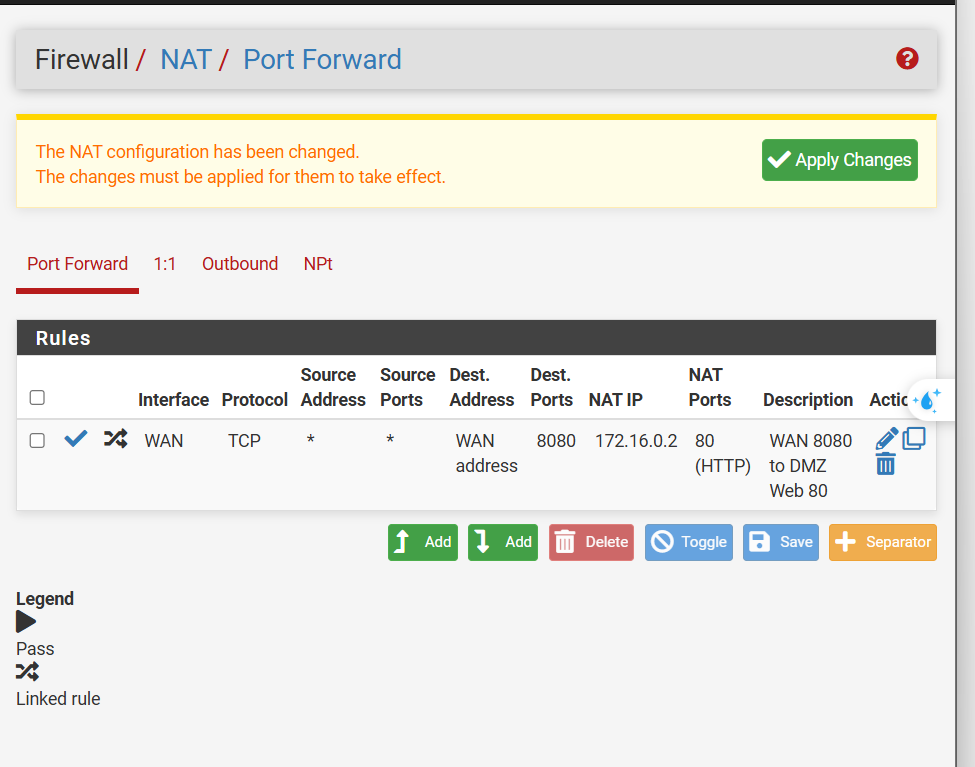 Firewall / NAT / Port Forward
?
The NAT configuration has been changed.
The changes must be applied for them to take effect.
Apply Changes
Port Forward 1:1 Outbound NPt
Rules
Source Source Dest. Dest. NAT
Interface Protocol Address Ports Address Ports NAT IP Ports Description Actio
WAN TCP * * WAN 8080 172.16.0.2 80 WAN 8080
address (HTTP) to DMZ
Web 80
Add Add Delete Toggle Save Separator
Legend
Pass
Linked rule